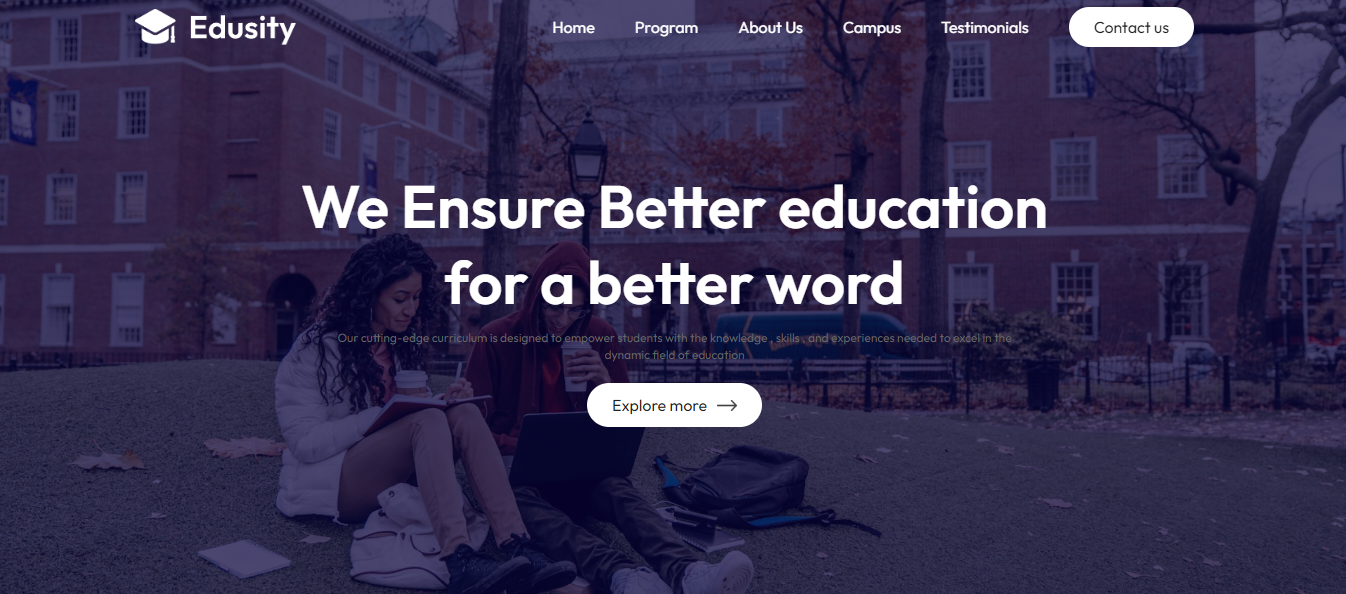 Edusity
Home Program About Us Campus Testimonials Contact us
We Ensure Better education
for a better word
Our cutting-edge curriculum is designed to empower students with the knowledge , skills , and experiences needed to excel in the
dynamic field of education
Explore more